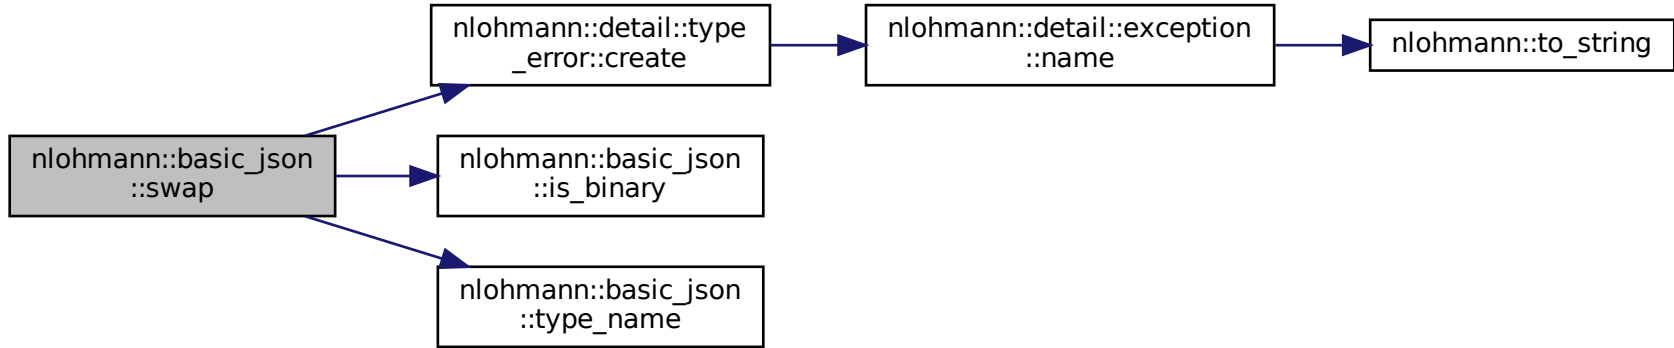 nlohmann::detail::type
_error::create
nlohmann::detail::exception
::name
nlohmann::to_string
nlohmann::basic_json
::swap
nlohmann::basic_json
::is_binary
nlohmann::basic_json
::type_name